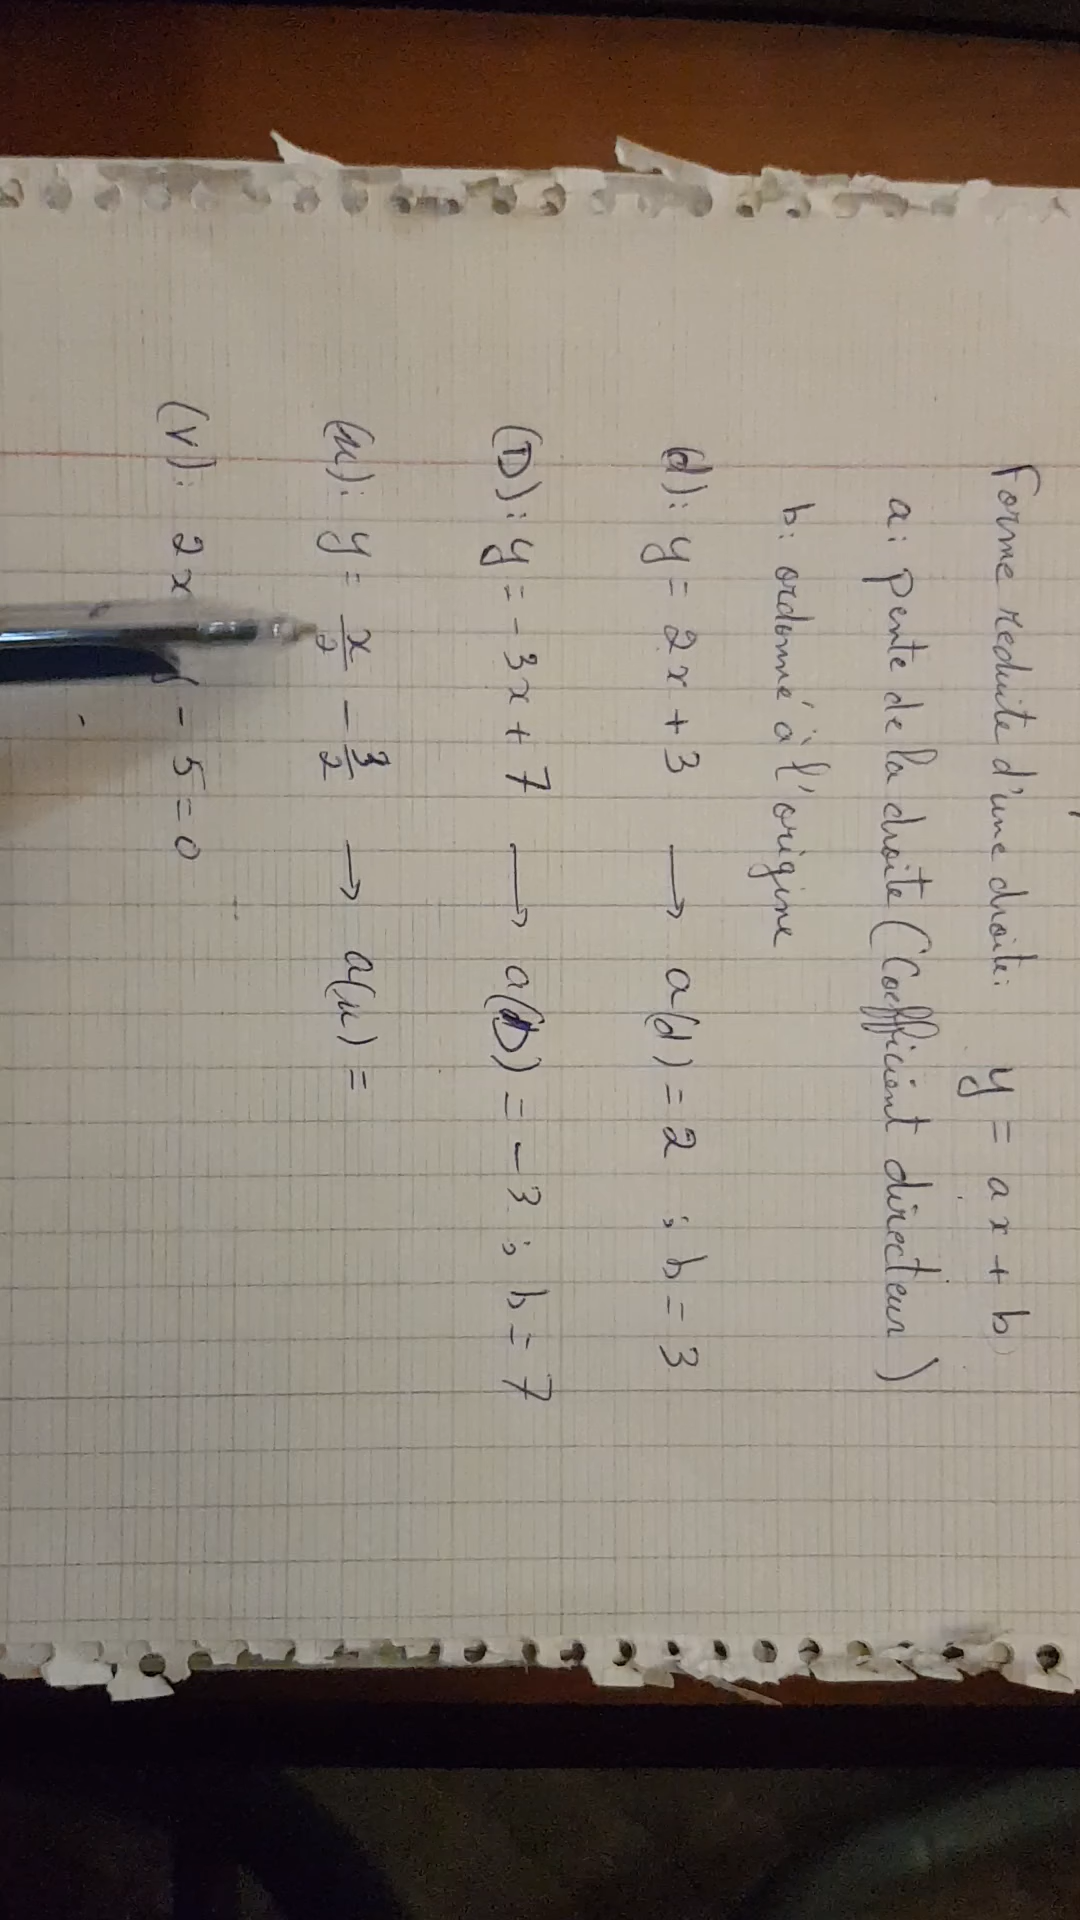 Forme reduite d'une droite: y = ax + b
a: pente de la droite (Coefficient directeur)
b: ordonné à l'origine
(d): y = 2x + 3 → a(d) = 2 ; b = 3
(D): y = -3x + 7 → a(D) = -3 ; b = 7
(u): y = x/2 - 3/2 → a(u) =
(v): 2x - 5 = 0